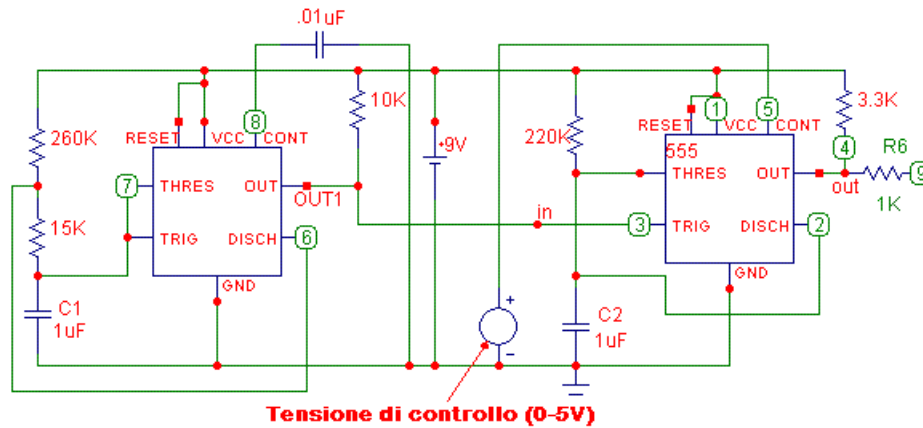 .01uF
10K
3.3K
8
1
5
RESET
VCC
CONT
RESET
VCC
CONT
260K
+9V
220K
555
4
R6
7
THRES
OUT
THRES
OUT
9
OUT1
out
1K
15K
in
TRIG
DISCH
6
3
TRIG
DISCH
2
GND
GND
C1
1uF
+
-
C2
1uF
Tensione di controllo (0-5V)